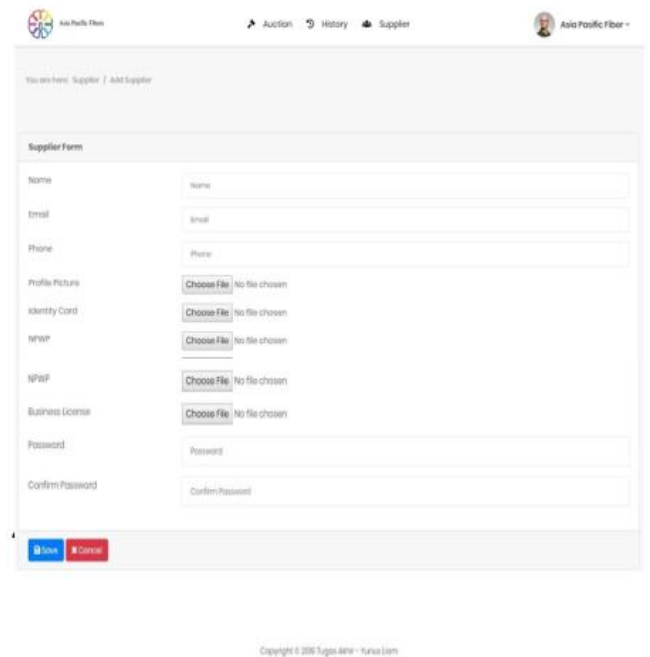 Asia Pasific Fibers
Auction History Supplier
Asia Pasific Fiber
You are here: Supplier / Add Supplier
Supplier Form
Name
Name
Email
Email
Phone
Phone
Profile Picture
Choose File No file chosen
Identity Card
Choose File No file chosen
NPWP
Choose File No file chosen
NPWP
Choose File No file chosen
Business License
Choose File No file chosen
Password
Password
Confirm Password
Confirm Password
Save Cancel
Copyright © Tugas Akhir - Yunus Liem